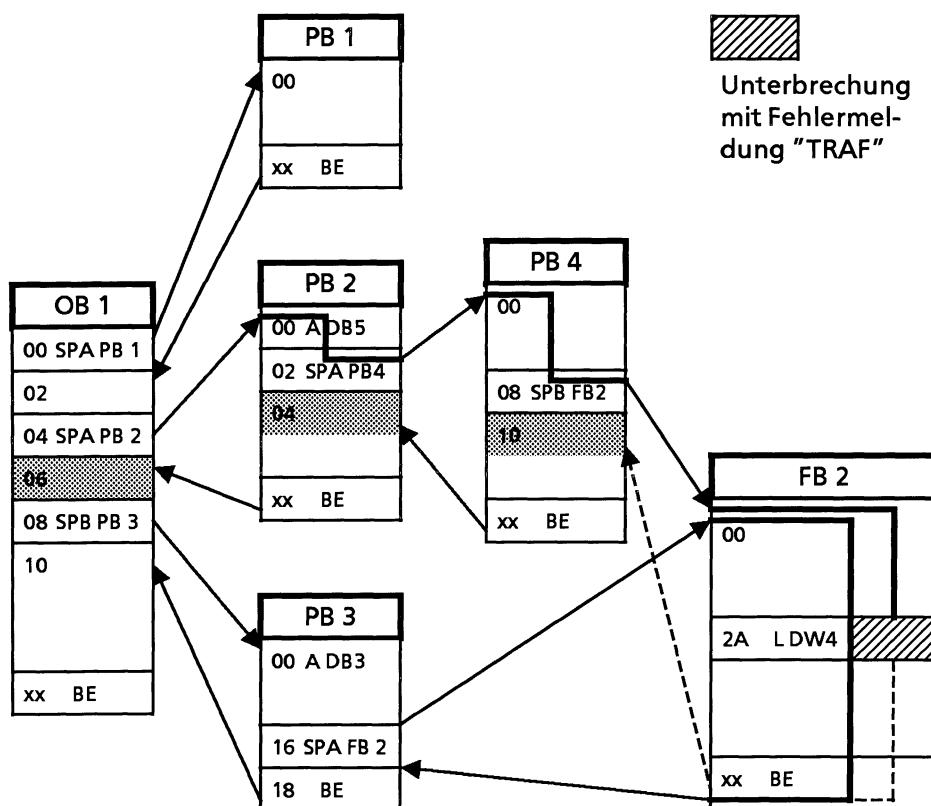 PB 1
00
xx BE
Unterbrechung
mit Fehlermel-
dung "TRAF"
OB 1
00 SPA PB 1
02
04 SPA PB 2
06
08 SPB PB 3
10
xx BE
PB 2
00 A DB5
02 SPA PB4
04
xx BE
PB 4
00
08 SPB FB2
10
xx BE
FB 2
00
2A L DW4
xx BE
PB 3
00 A DB3
16 SPA FB 2
18 BE